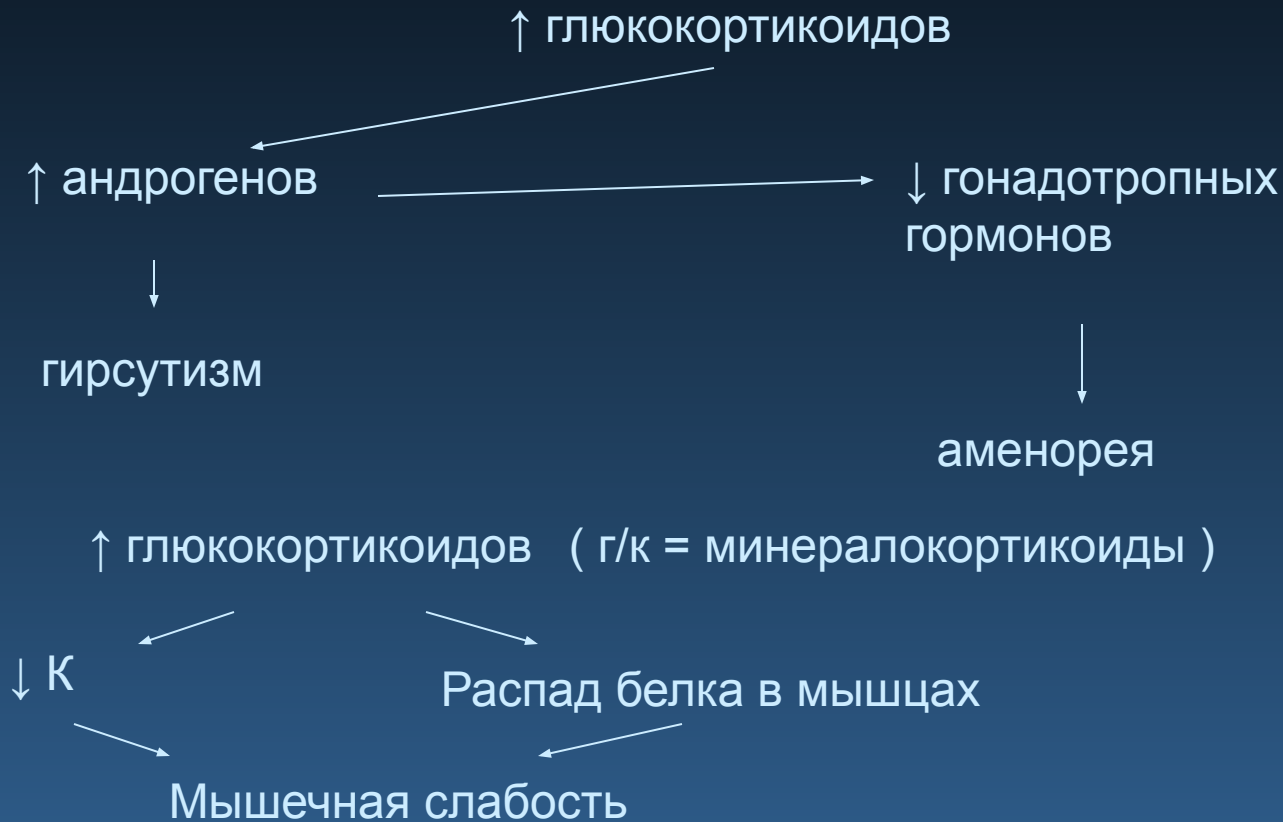 ↑ глюкокортикоидов
↑ андрогенов
↓ гонадотропных
гормонов
гирсутизм
аменорея
↑ глюкокортикоидов ( г/к = минералокортикоиды )
↓ К
Распад белка в мышцах
Мышечная слабость